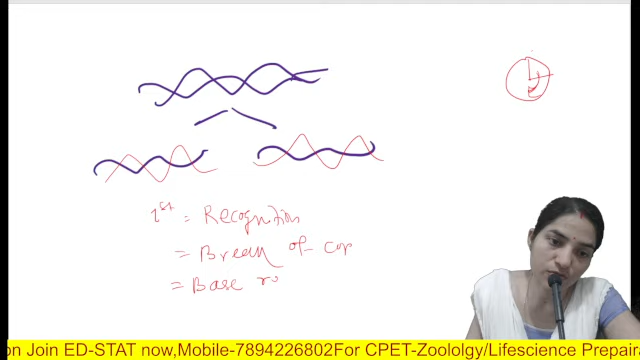 1st = Recognition
= Break of cop
= Base r
on Join ED-STAT now,Mobile-7894226802For CPET-Zoololgy/Lifescience Prepair